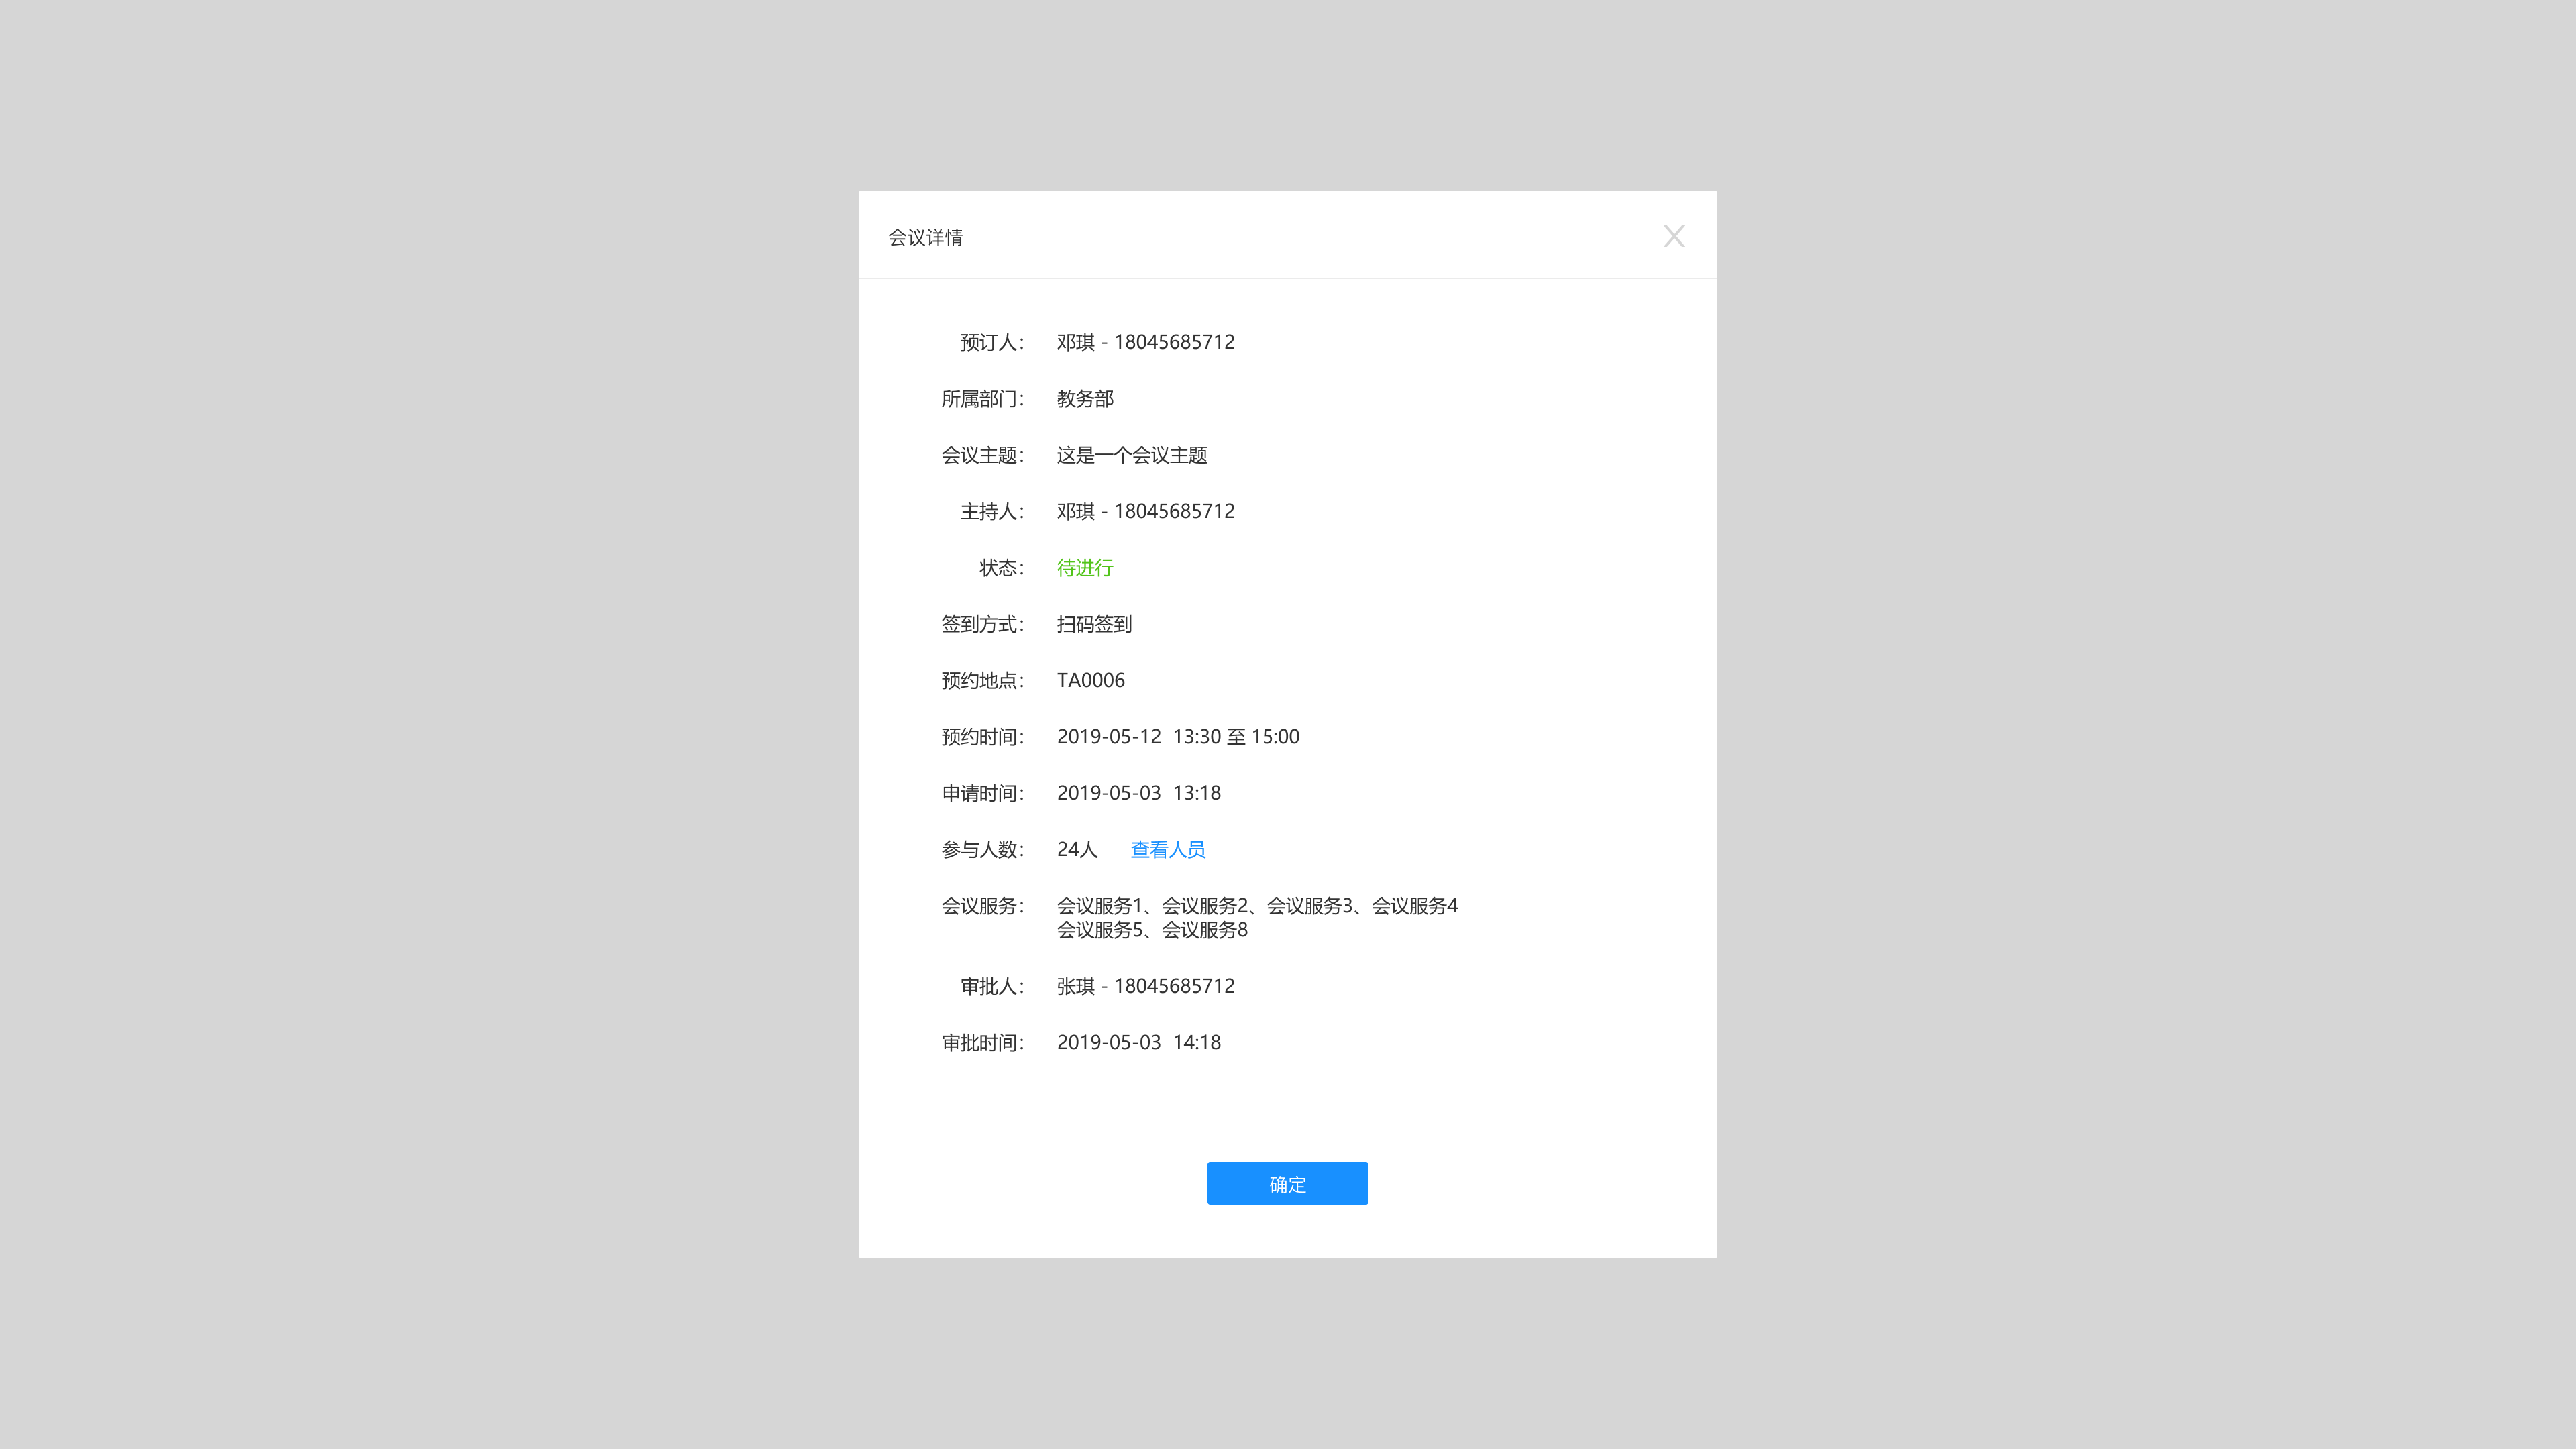 会议详情
预订人： 邓琪 - 18045685712
所属部门： 教务部
会议主题： 这是一个会议主题
主持人： 邓琪 - 18045685712
状态： 待进行
签到方式： 扫码签到
预约地点： TA0006
预约时间： 2019-05-12 13:30 至 15:00
申请时间： 2019-05-03 13:18
参与人数： 24人 查看人员
会议服务： 会议服务1、会议服务2、会议服务3、会议服务4
会议服务5、会议服务8
审批人： 张琪 - 18045685712
审批时间： 2019-05-03 14:18
确定